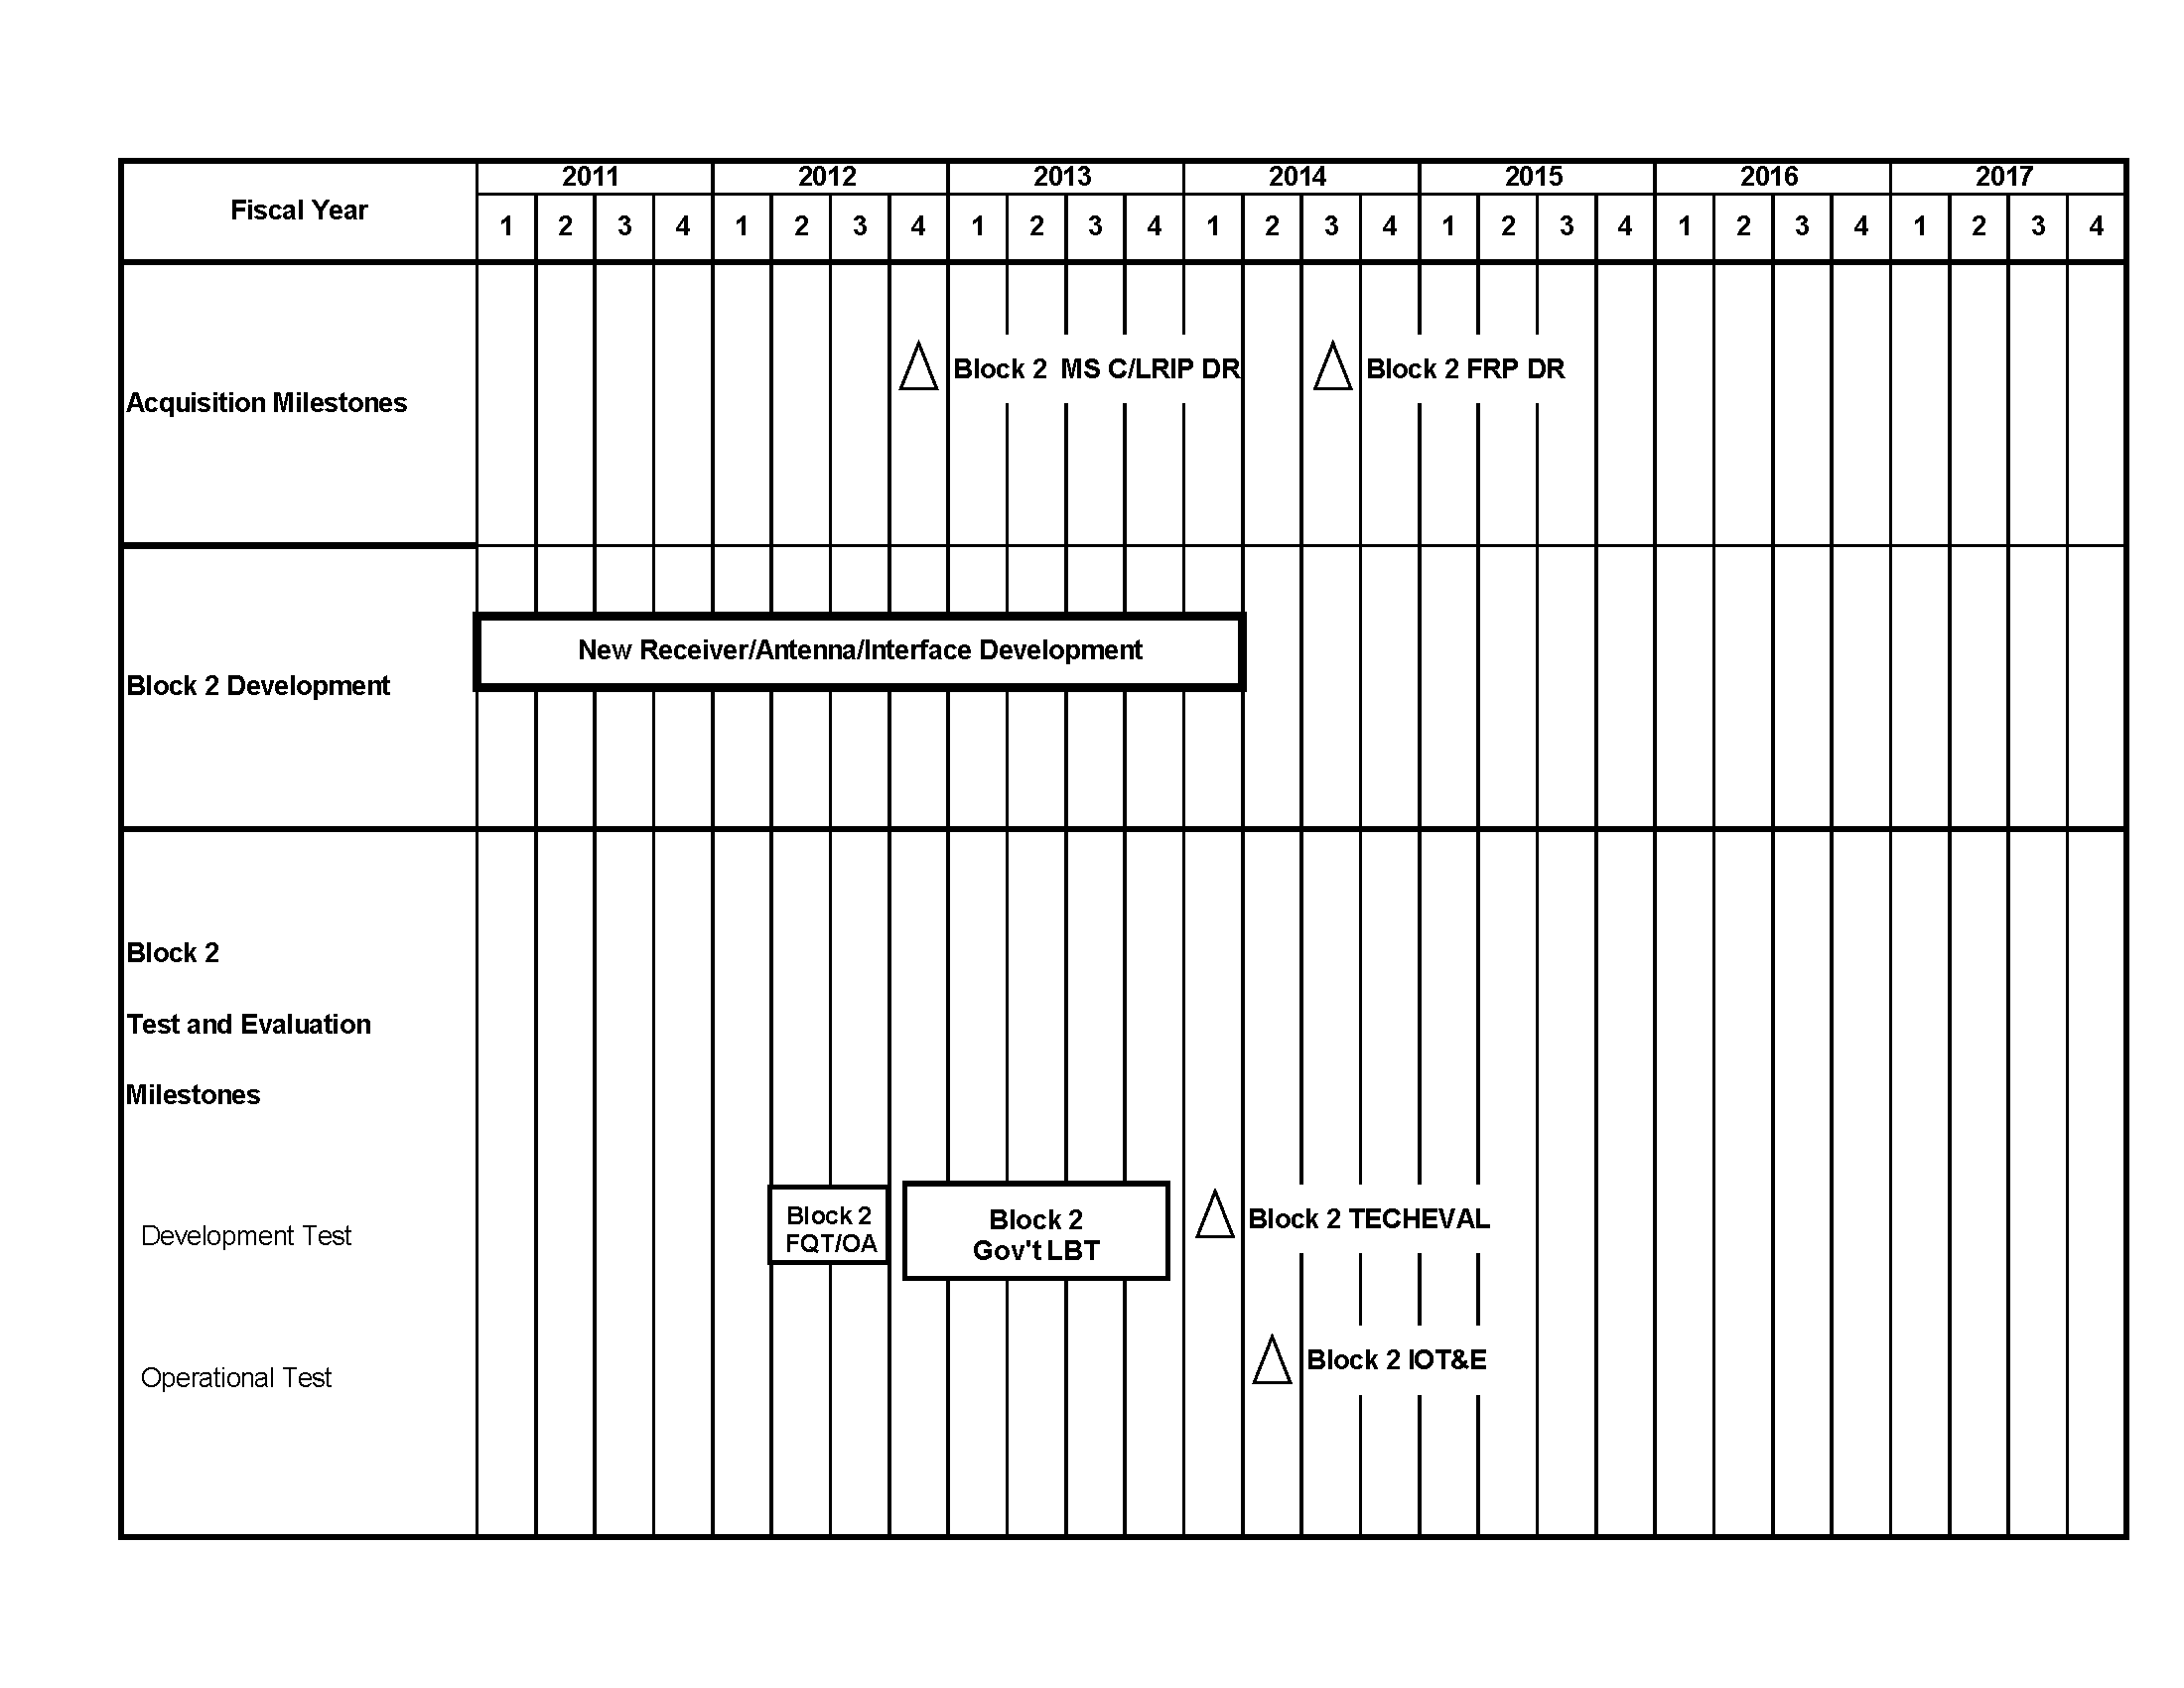 Fiscal Year
2011 2012 2013 2014 2015 2016 2017
1 2 3 4 1 2 3 4 1 2 3 4 1 2 3 4 1 2 3 4 1 2 3 4 1 2 3 4
Acquisition Milestones
Block 2 MS C/LRIP DR
Block 2 FRP DR
Block 2 Development
New Receiver/Antenna/Interface Development
Block 2
Test and Evaluation
Milestones
Development Test
Block 2
FQT/OA
Block 2
Gov't LBT
Block 2 TECHEVAL
Operational Test
Block 2 IOT&E